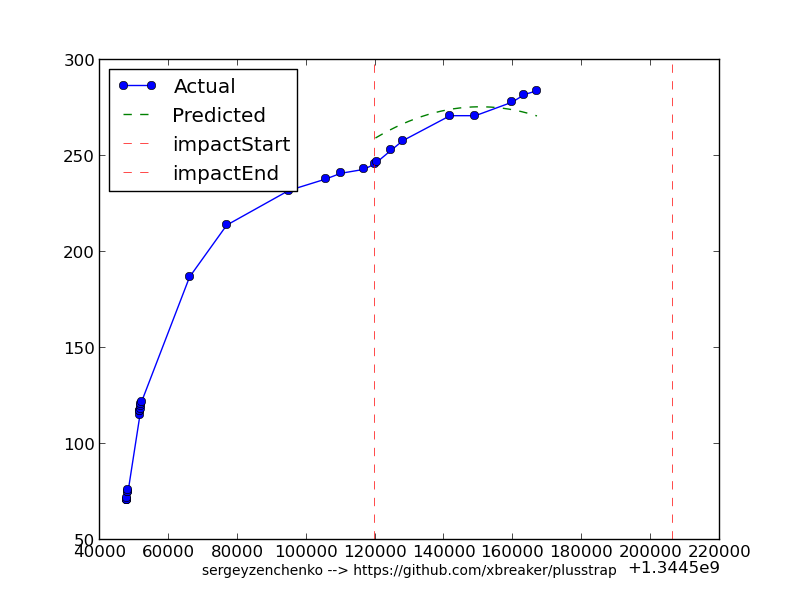 300
250
200
150
100
50
Actual
Predicted
impactStart
impactEnd
40000 60000 80000 100000 120000 140000 160000 180000 200000 220000
+1.3445e9
sergeyzenchenko --> https://github.com/xbreaker/plusstrap